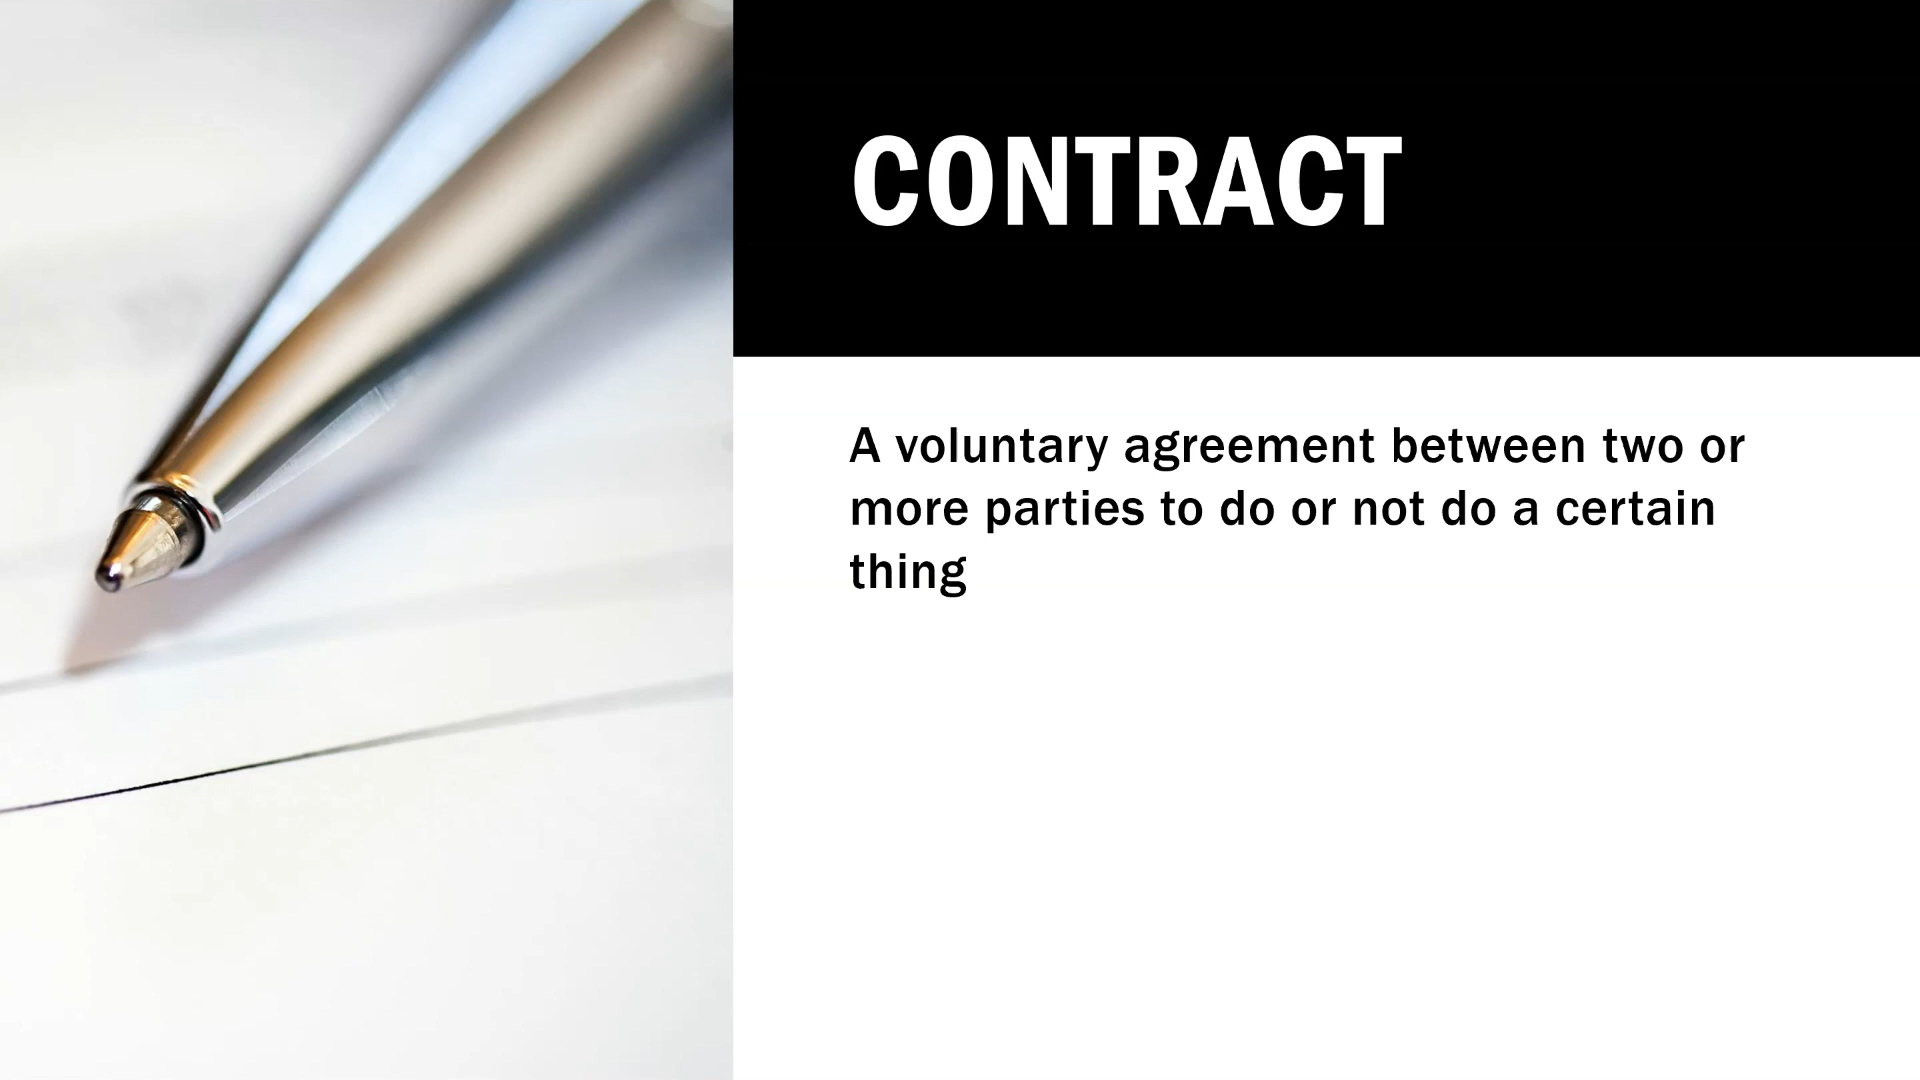 CONTRACT
A voluntary agreement between two or
more parties to do or not do a certain
thing